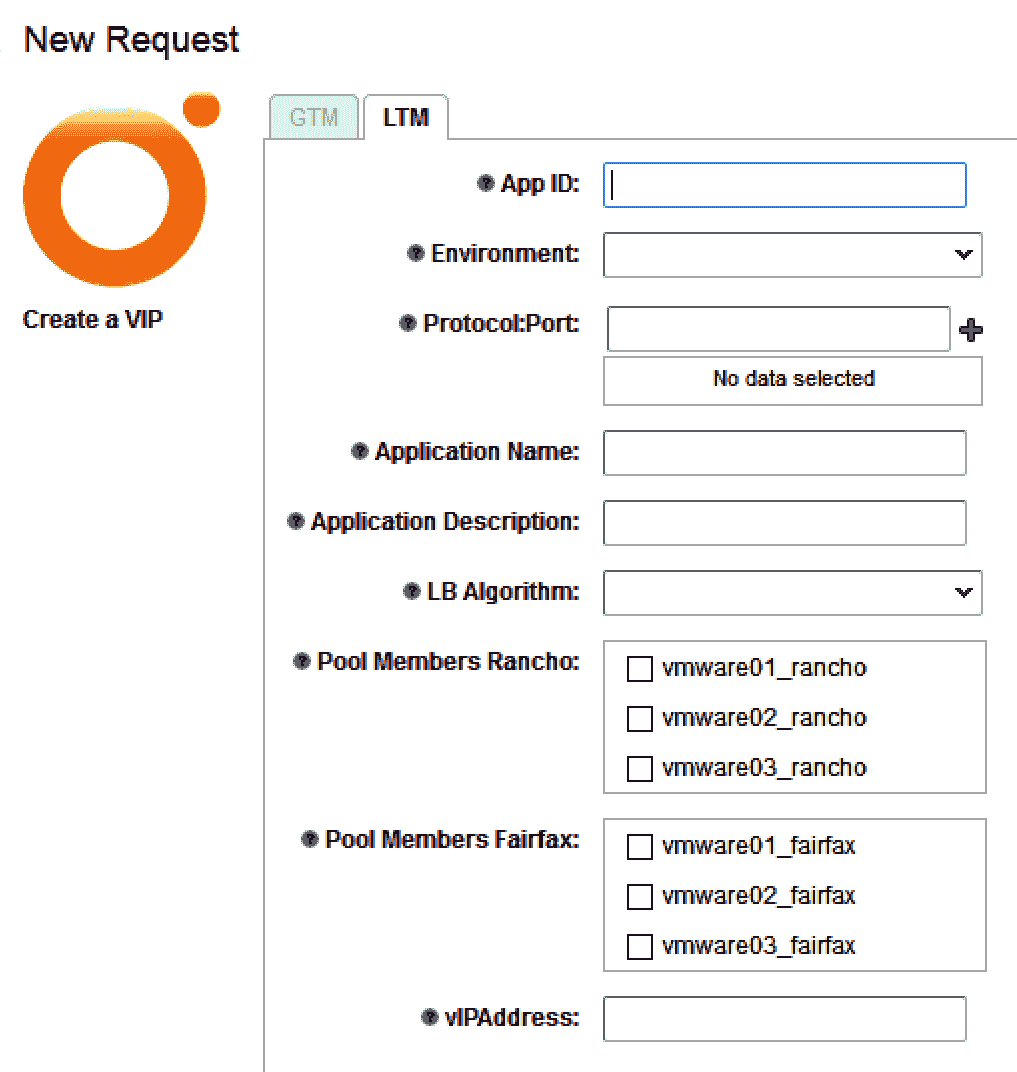 New Request
GTM LTM
Create a VIP
App ID:
Environment:
Protocol:Port:
No data selected
Application Name:
Application Description:
LB Algorithm:
Pool Members Rancho:
vmware01_rancho
vmware02_rancho
vmware03_rancho
Pool Members Fairfax:
vmware01_fairfax
vmware02_fairfax
vmware03_fairfax
vIPAddress: